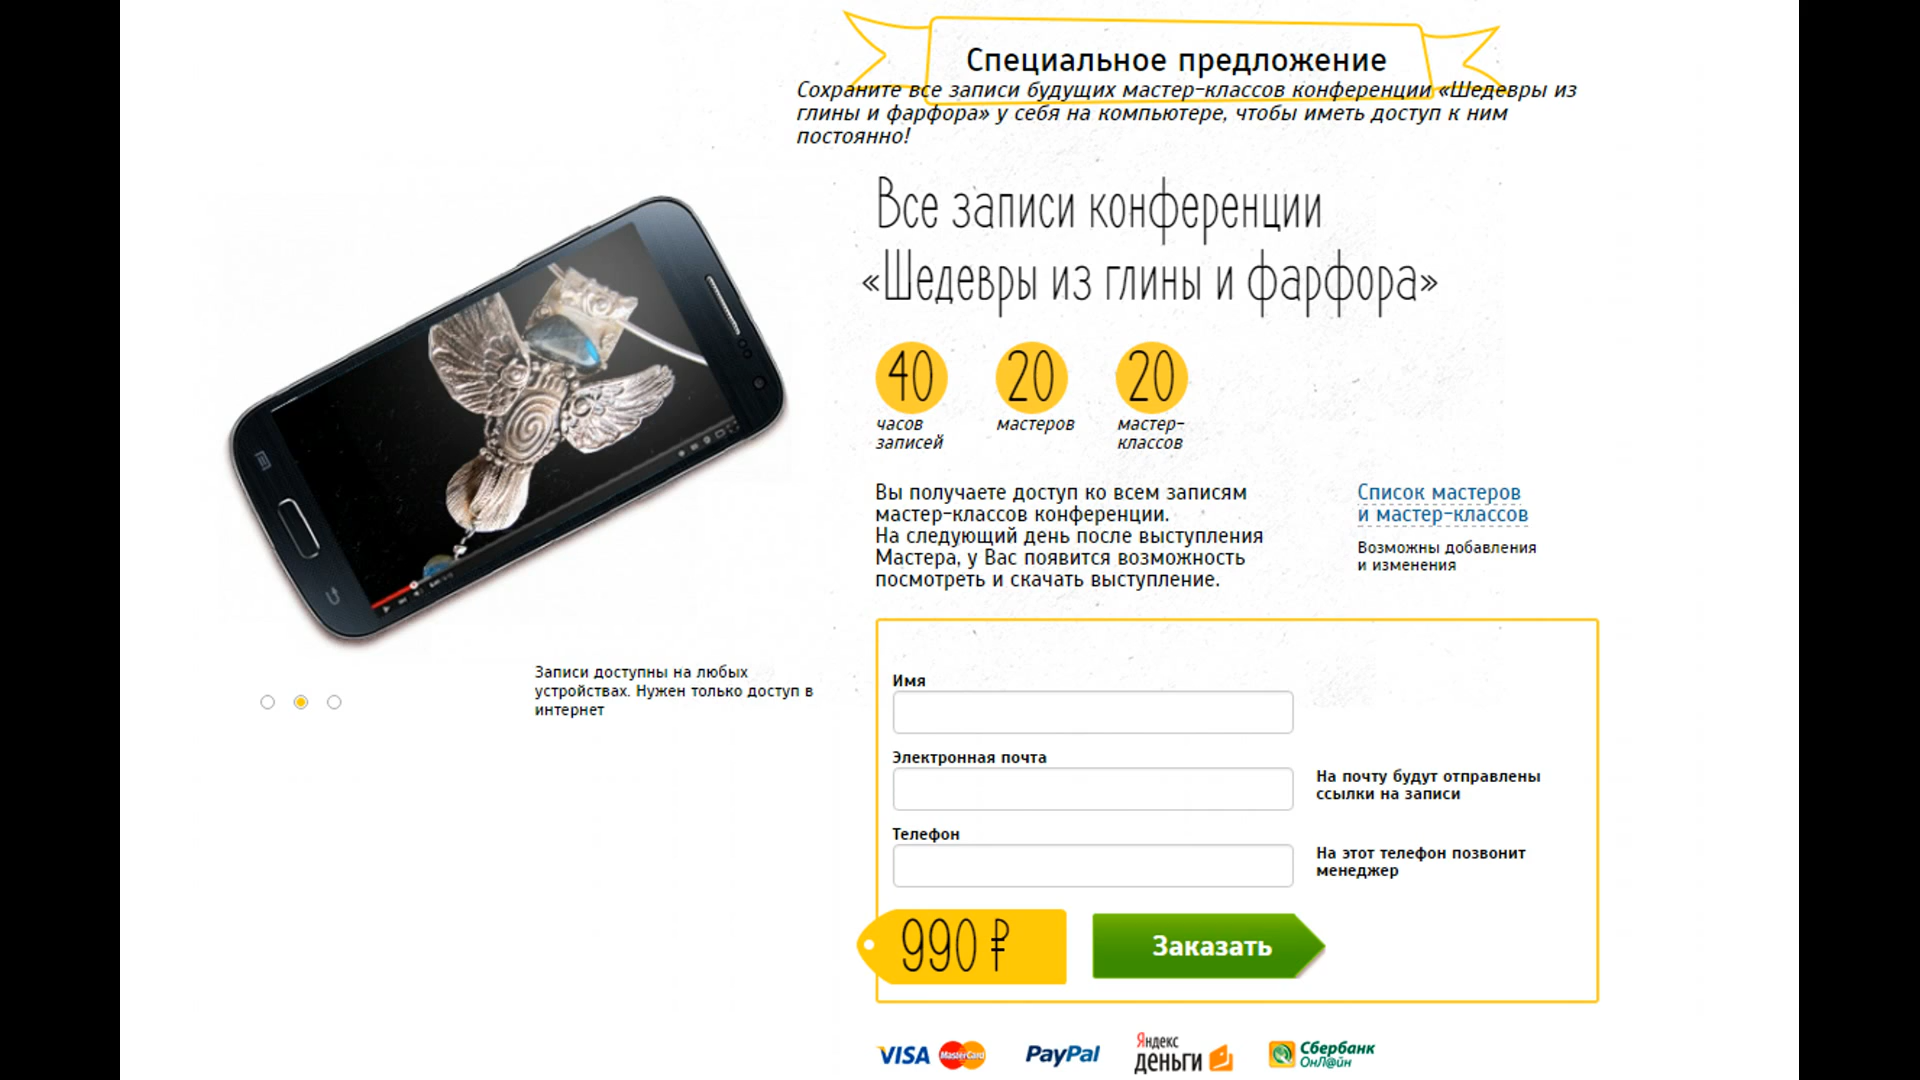 Специальное предложение
Сохраните все записи будущих мастер-классов конференции «Шедевры из
глины и фарфора» у себя на компьютере, чтобы иметь доступ к ним
постоянно!
Все записи конференции
«Шедевры из глины и фарфора»
40 20 20
часов
записей
мастеров
мастер-
классов
Вы получаете доступ ко всем записям
мастер-классов конференции.
На следующий день после выступления
Мастера, у Вас появится возможность
посмотреть и скачать выступление.
Список мастеров
и мастер-классов
Возможны добавления
и изменения
Записи доступны на любых
устройствах. Нужен только доступ в
интернет
Имя
Электронная почта
На почту будут отправлены
ссылки на записи
Телефон
На этот телефон позвонит
менеджер
990 ₽
Заказать
VISA MasterCard PayPal Яндекс деньги Сбербанк ОнЛ@йн